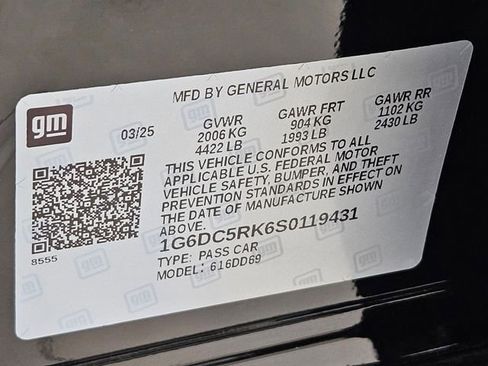 gm
MFD BY GENERAL MOTORS LLC
03/25 GVWR GAWR FRT GAWR RR
2006 KG 904 KG 1102 KG
4422 LB 1993 LB 2430 LB
THIS VEHICLE CONFORMS TO ALL
APPLICABLE U.S. FEDERAL MOTOR
VEHICLE SAFETY, BUMPER, AND THEFT
PREVENTION STANDARDS IN EFFECT ON
THE DATE OF MANUFACTURE SHOWN
ABOVE.
8555
1G6DC5RK6S0119431
TYPE: PASS CAR
MODEL: 616DD69